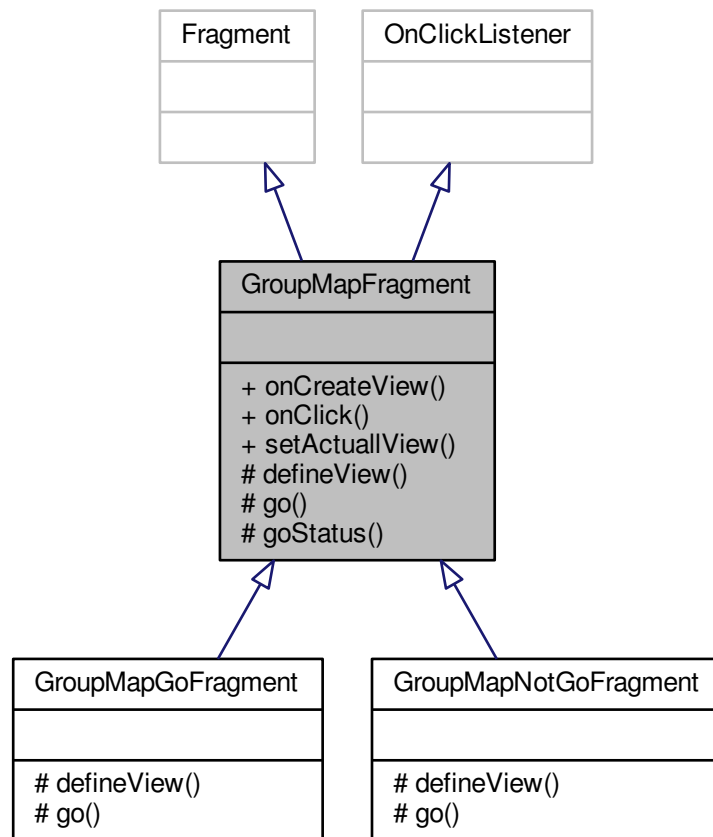 Fragment
OnClickListener
GroupMapFragment
+ onCreateView()
+ onClick()
+ setActuallView()
# defineView()
# go()
# goStatus()
GroupMapGoFragment
# defineView()
# go()
GroupMapNotGoFragment
# defineView()
# go()